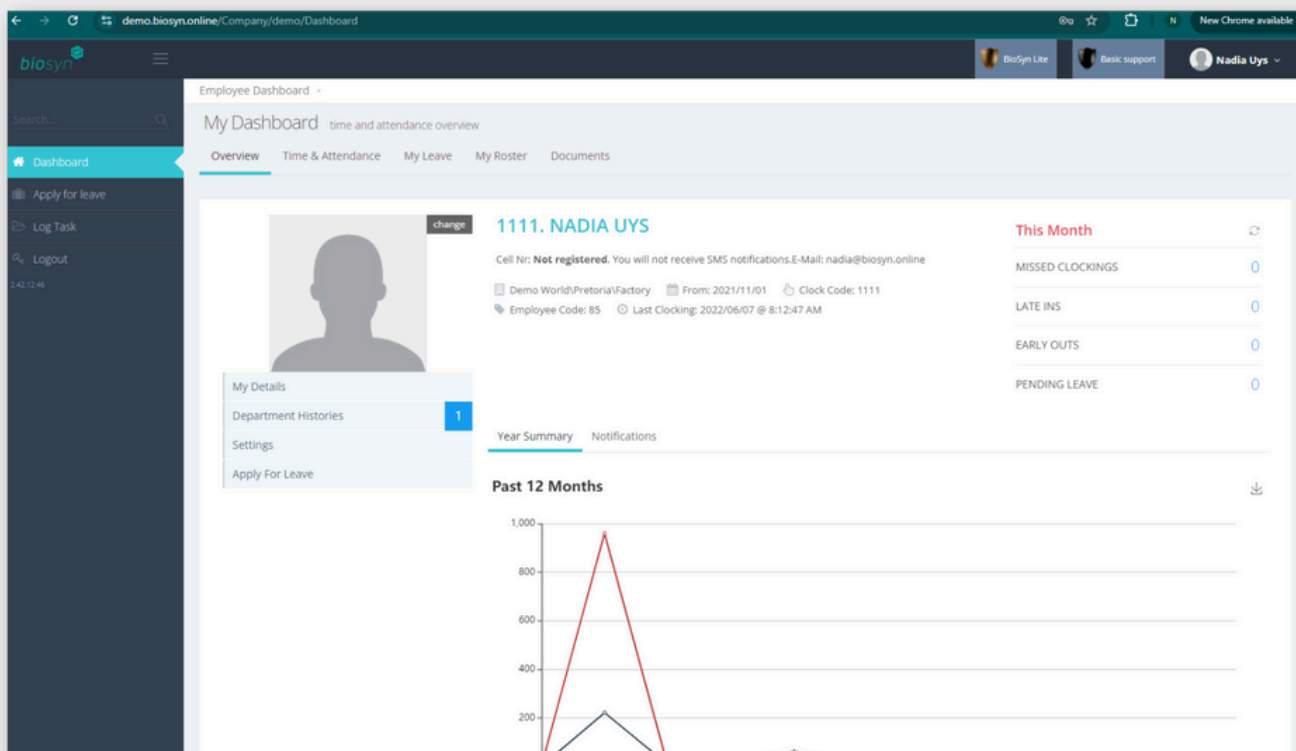 demo.biosyn.online/Company/demo/Dashboard
N
New Chrome available
biosyn
BioSyn Lite
Basic support
Nadia Uys
Employee Dashboard
Search...
My Dashboard time and attendance overview
Overview Time & Attendance My Leave My Roster Documents
Dashboard
Apply for leave
Log Task
Logout
2.42.12.46
change
My Details
Department Histories 1
Settings
Apply For Leave
1111. NADIA UYS
Cell Nr: Not registered. You will not receive SMS notifications.E-Mail: nadia@biosyn.online
Demo World\Pretoria\Factory From: 2021/11/01 Clock Code: 1111
Employee Code: 85 Last Clocking: 2022/06/07 @ 8:12:47 AM
This Month
MISSED CLOCKINGS 0
LATE INS 0
EARLY OUTS 0
PENDING LEAVE 0
Year Summary Notifications
Past 12 Months
1,000
800
600
400
200